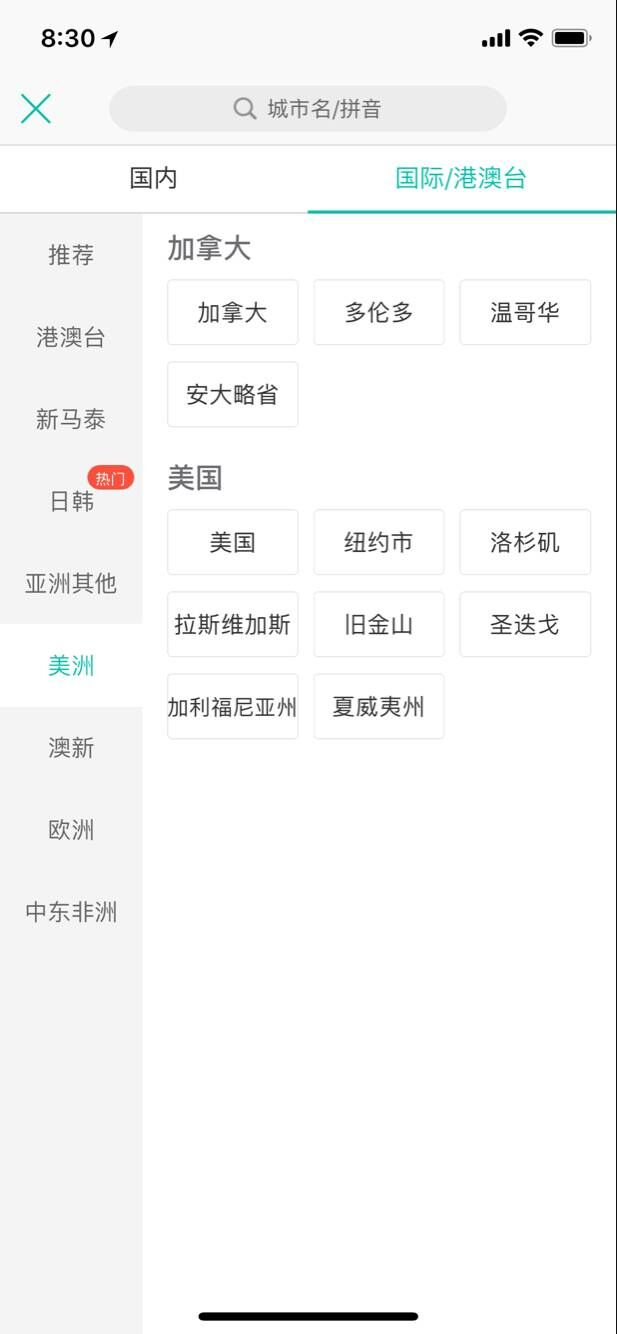 8:30
城市名/拼音
国内
国际/港澳台
推荐
港澳台
新马泰
热门
日韩
亚洲其他
美洲
澳新
欧洲
中东非洲
加拿大
加拿大 多伦多 温哥华
安大略省
美国
美国 纽约市 洛杉矶
拉斯维加斯 旧金山 圣迭戈
加利福尼亚州 夏威夷州